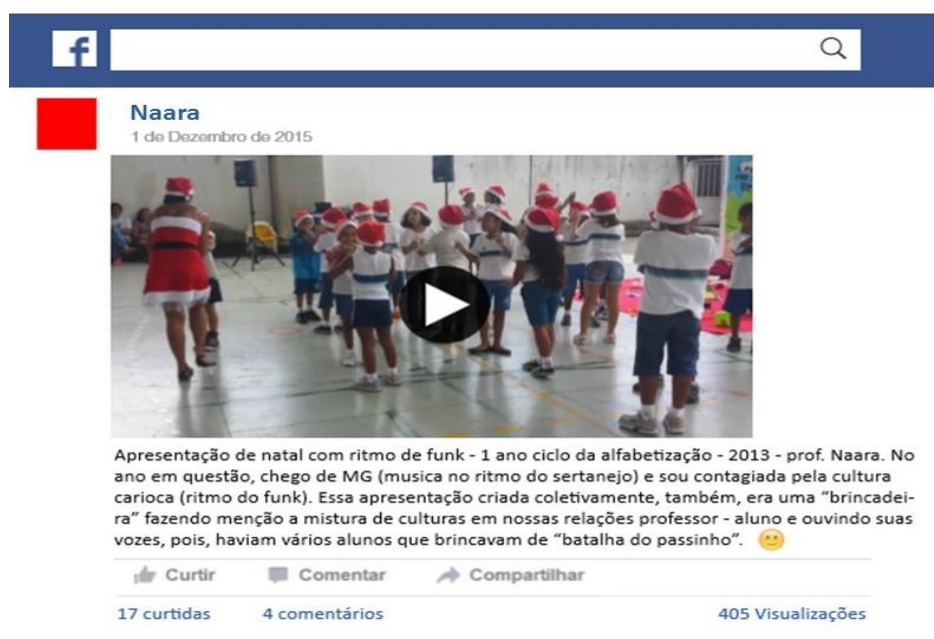 f
Naara
1 de Dezembro de 2015
Apresentação de natal com ritmo de funk - 1 ano ciclo da alfabetização - 2013 - prof. Naara. No
ano em questão, chego de MG (musica no ritmo do sertanejo) e sou contagiada pela cultura
carioca (ritmo do funk). Essa apresentação criada coletivamente, também, era uma “brincadei-
ra” fazendo menção a mistura de culturas em nossas relações professor - aluno e ouvindo suas
vozes, pois, haviam vários alunos que brincavam de “batalha do passinho”.
Curtir Comentar Compartilhar
17 curtidas 4 comentários 405 Visualizações